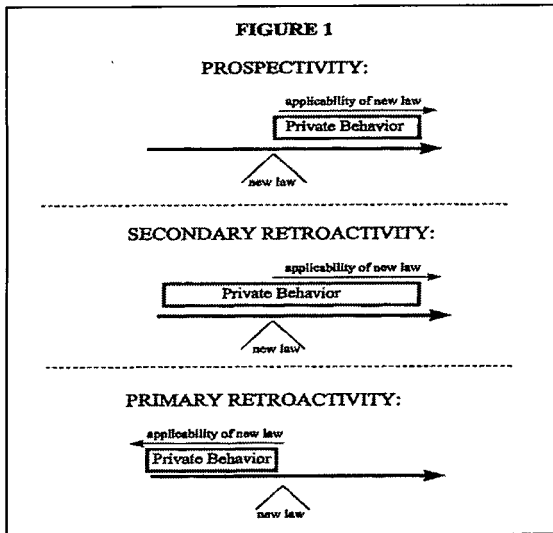 FIGURE 1
PROSPECTIVITY:
applicability of new law
Private Behavior
new law
SECONDARY RETROACTIVITY:
applicability of new law
Private Behavior
new law
PRIMARY RETROACTIVITY:
applicability of new law
Private Behavior
new law